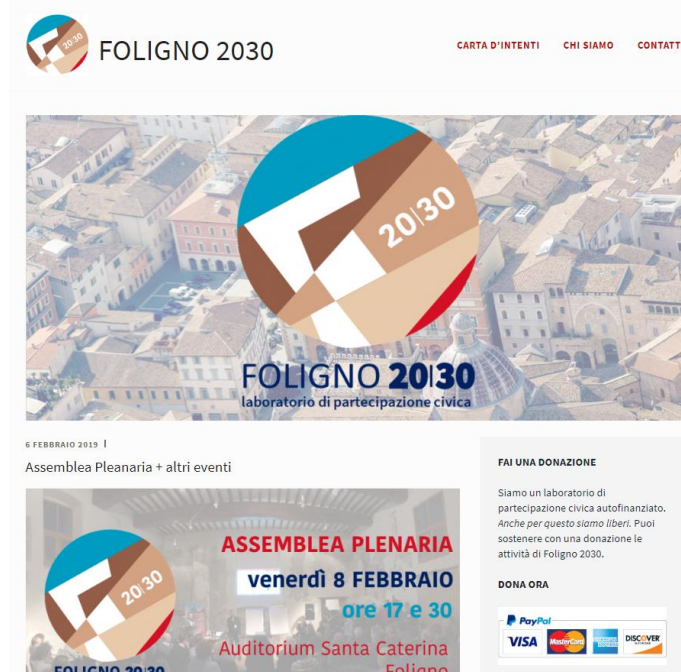 20|30
FOLIGNO 2030
CARTA D'INTENTI
CHI SIAMO
CONTATT
20|30
FOLIGNO 20|30
laboratorio di partecipazione civica
6 FEBBRAIO 2019 |
Assemblea Pleanaria + altri eventi
20|30
FOLIGNO 20|30
ASSEMBLEA PLENARIA
venerdì 8 FEBBRAIO
ore 17 e 30
Auditorium Santa Caterina
Foligno
FAI UNA DONAZIONE
Siamo un laboratorio di
partecipazione civica autofinanziato.
Anche per questo siamo liberi. Puoi
sostenere con una donazione le
attività di Foligno 2030.
DONA ORA
PayPal
VISA
MasterCard
DISCOVER